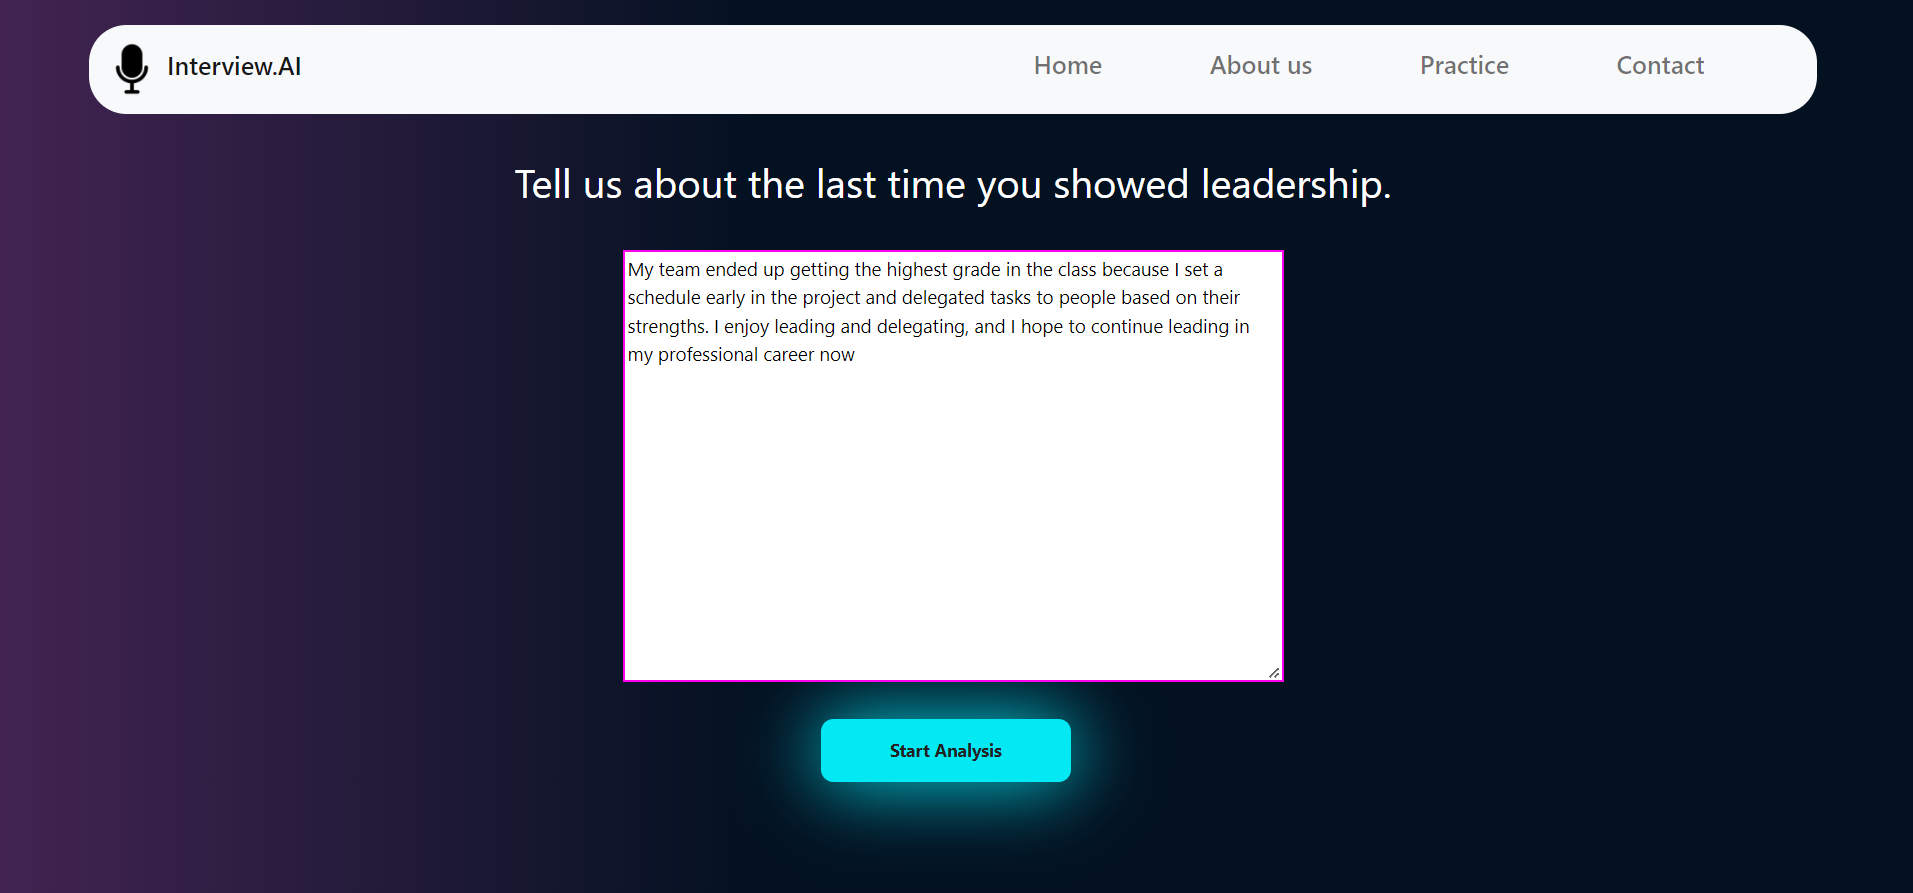 Interview.AI
Home
About us
Practice
Contact
Tell us about the last time you showed leadership.
My team ended up getting the highest grade in the class because I set a
schedule early in the project and delegated tasks to people based on their
strengths. I enjoy leading and delegating, and I hope to continue leading in
my professional career now
Start Analysis